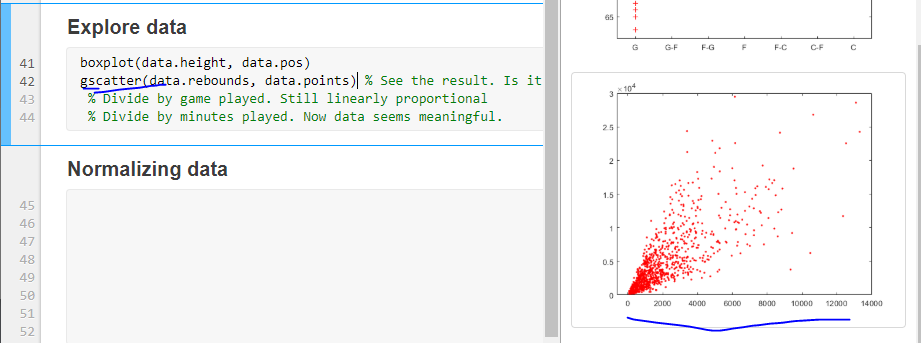 Explore data
41 boxplot(data.height, data.pos)
42 gscatter(data.rebounds, data.points) % See the result. Is it
43 % Divide by game played. Still linearly proportional
44 % Divide by minutes played. Now data seems meaningful.
Normalizing data
45
46
47
48
49
50
51
52
65
G G-F F-G F F-C C-F C
3 ×10^4
2.5
2
1.5
1
0.5
0
0 2000 4000 6000 8000 10000 12000 14000